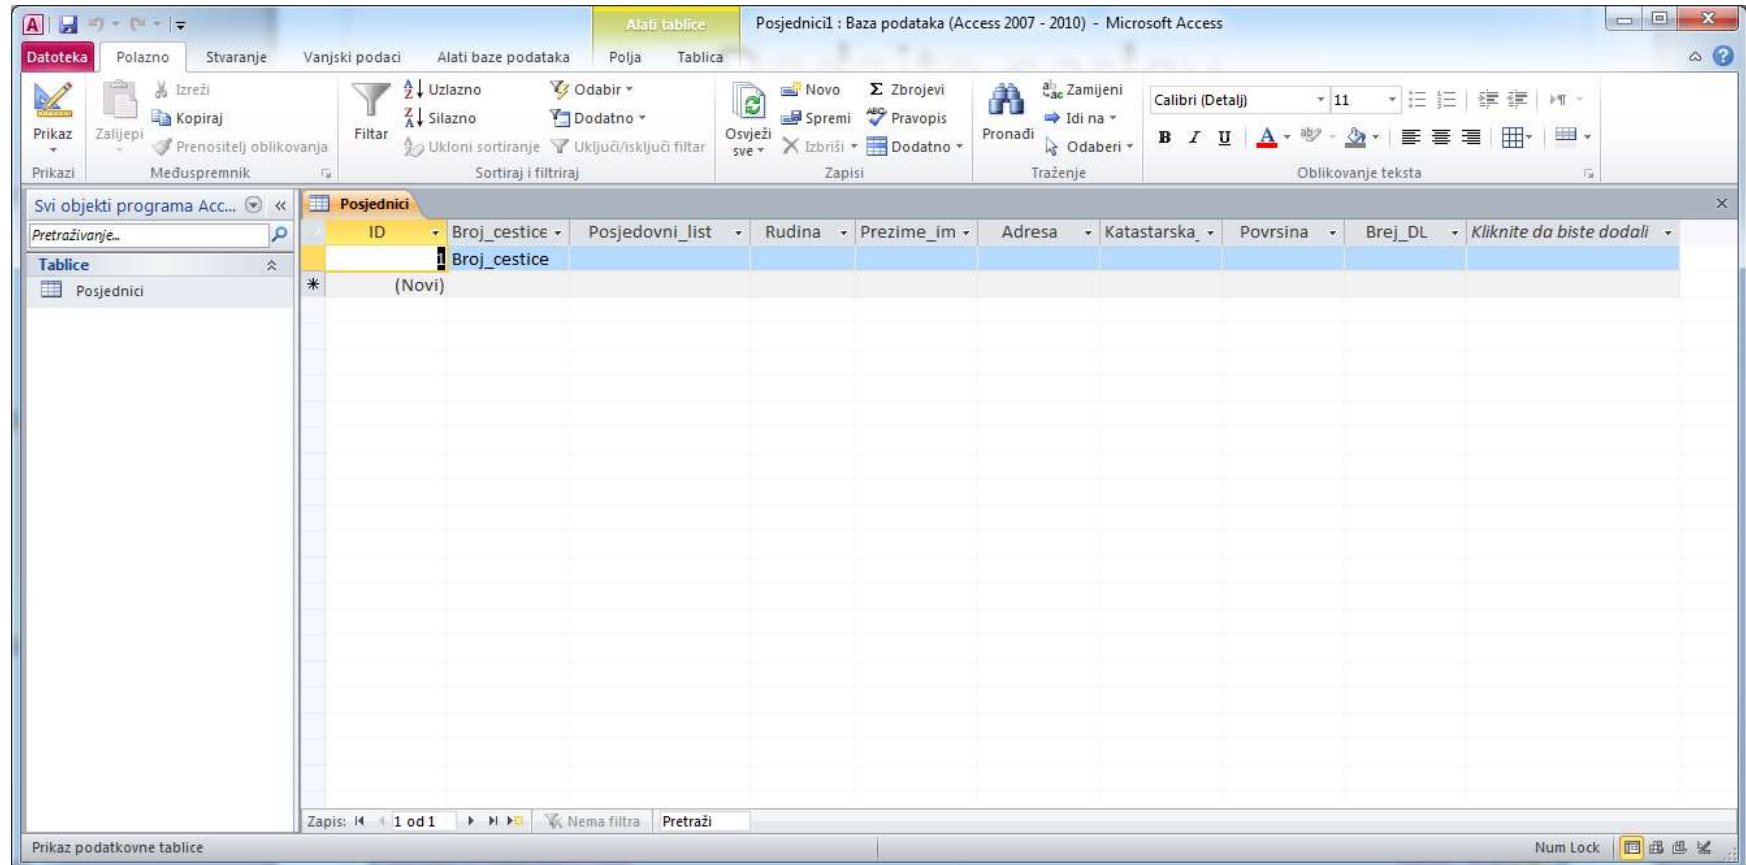 Alati tablice Posjednici1 : Baza podataka (Access 2007 - 2010) - Microsoft Access
Datoteka Polazno Stvaranje Vanjski podaci Alati baze podataka Polja Tablica
Prikaz
Zalijepi
Izreži
Kopiraj
Prenositelj oblikovanja
Filtar
Uzlazno
Silazno
Ukloni sortiranje
Odabir
Dodatno
Uključi/isključi filtar
Osvježi
sve
Novo
Spremi
Izbriši
Σ Zbrojevi
Pravopis
Dodatno
Pronađi
Zamijeni
Idi na
Odaberi
Calibri (Detalj) 11
B I U A
Prikazi Međuspremnik Sortiraj i filtriraj Zapisi Traženje Oblikovanje teksta
Svi objekti programa Acc... «
Pretraživanje...
Tablice
Posjednici
Posjednici
ID Broj_cestice Posjedovni_list Rudina Prezime_im Adresa Katastarska_ Povrsina Brej_DL Kliknite da biste dodali
1 Broj_cestice
* (Novi)
Zapis: 1 od 1 Nema filtra Pretraži
Prikaz podatkovne tablice Num Lock